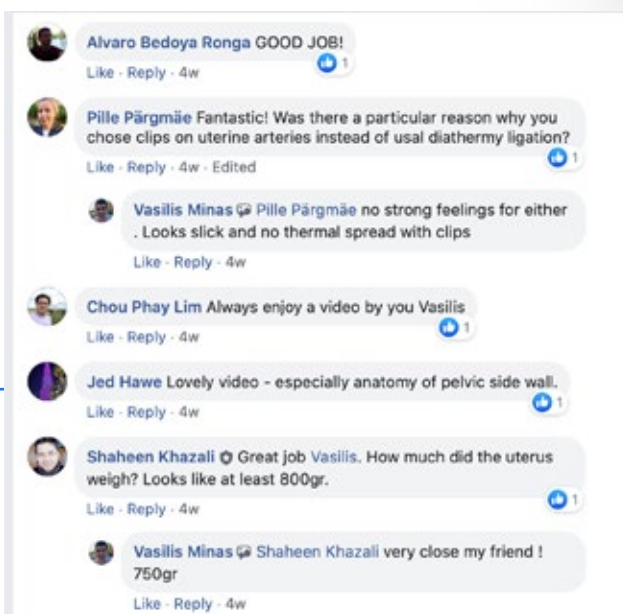 Alvaro Bedoya Ronga GOOD JOB!
1
Like · Reply · 4w
Pille Pärgmäe Fantastic! Was there a particular reason why you
chose clips on uterine arteries instead of usal diathermy ligation?
1
Like · Reply · 4w · Edited
Vasilis Minas Pille Pärgmäe no strong feelings for either
. Looks slick and no thermal spread with clips
Like · Reply · 4w
Chou Phay Lim Always enjoy a video by you Vasilis
1
Like · Reply · 4w
Jed Hawe Lovely video - especially anatomy of pelvic side wall.
1
Like · Reply · 4w
Shaheen Khazali Great job Vasilis. How much did the uterus
weigh? Looks like at least 800gr.
1
Like · Reply · 4w
Vasilis Minas Shaheen Khazali very close my friend !
750gr
Like · Reply · 4w